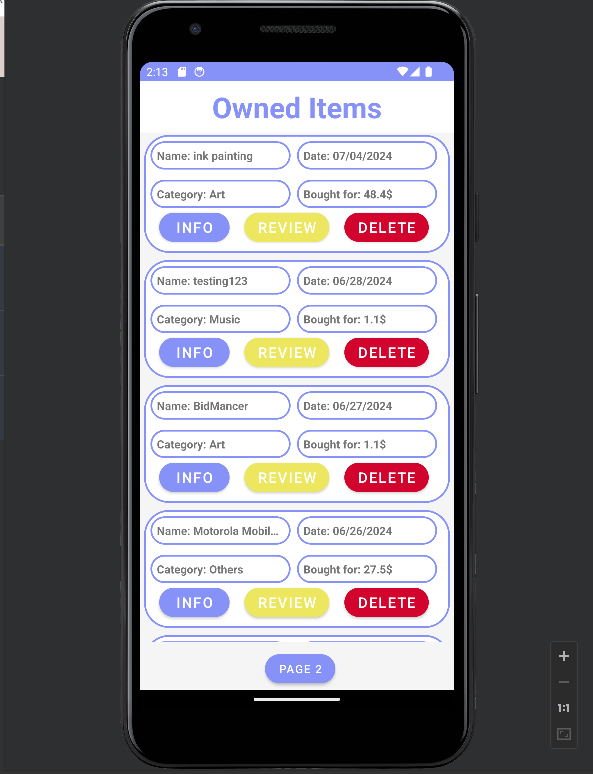 2:13
Owned Items
Name: ink painting Date: 07/04/2024
Category: Art Bought for: 48.4$
INFO REVIEW DELETE
Name: testing123 Date: 06/28/2024
Category: Music Bought for: 1.1$
INFO REVIEW DELETE
Name: BidMancer Date: 06/27/2024
Category: Art Bought for: 1.1$
INFO REVIEW DELETE
Name: Motorola Mobil... Date: 06/26/2024
Category: Others Bought for: 27.5$
INFO REVIEW DELETE
PAGE 2
1:1